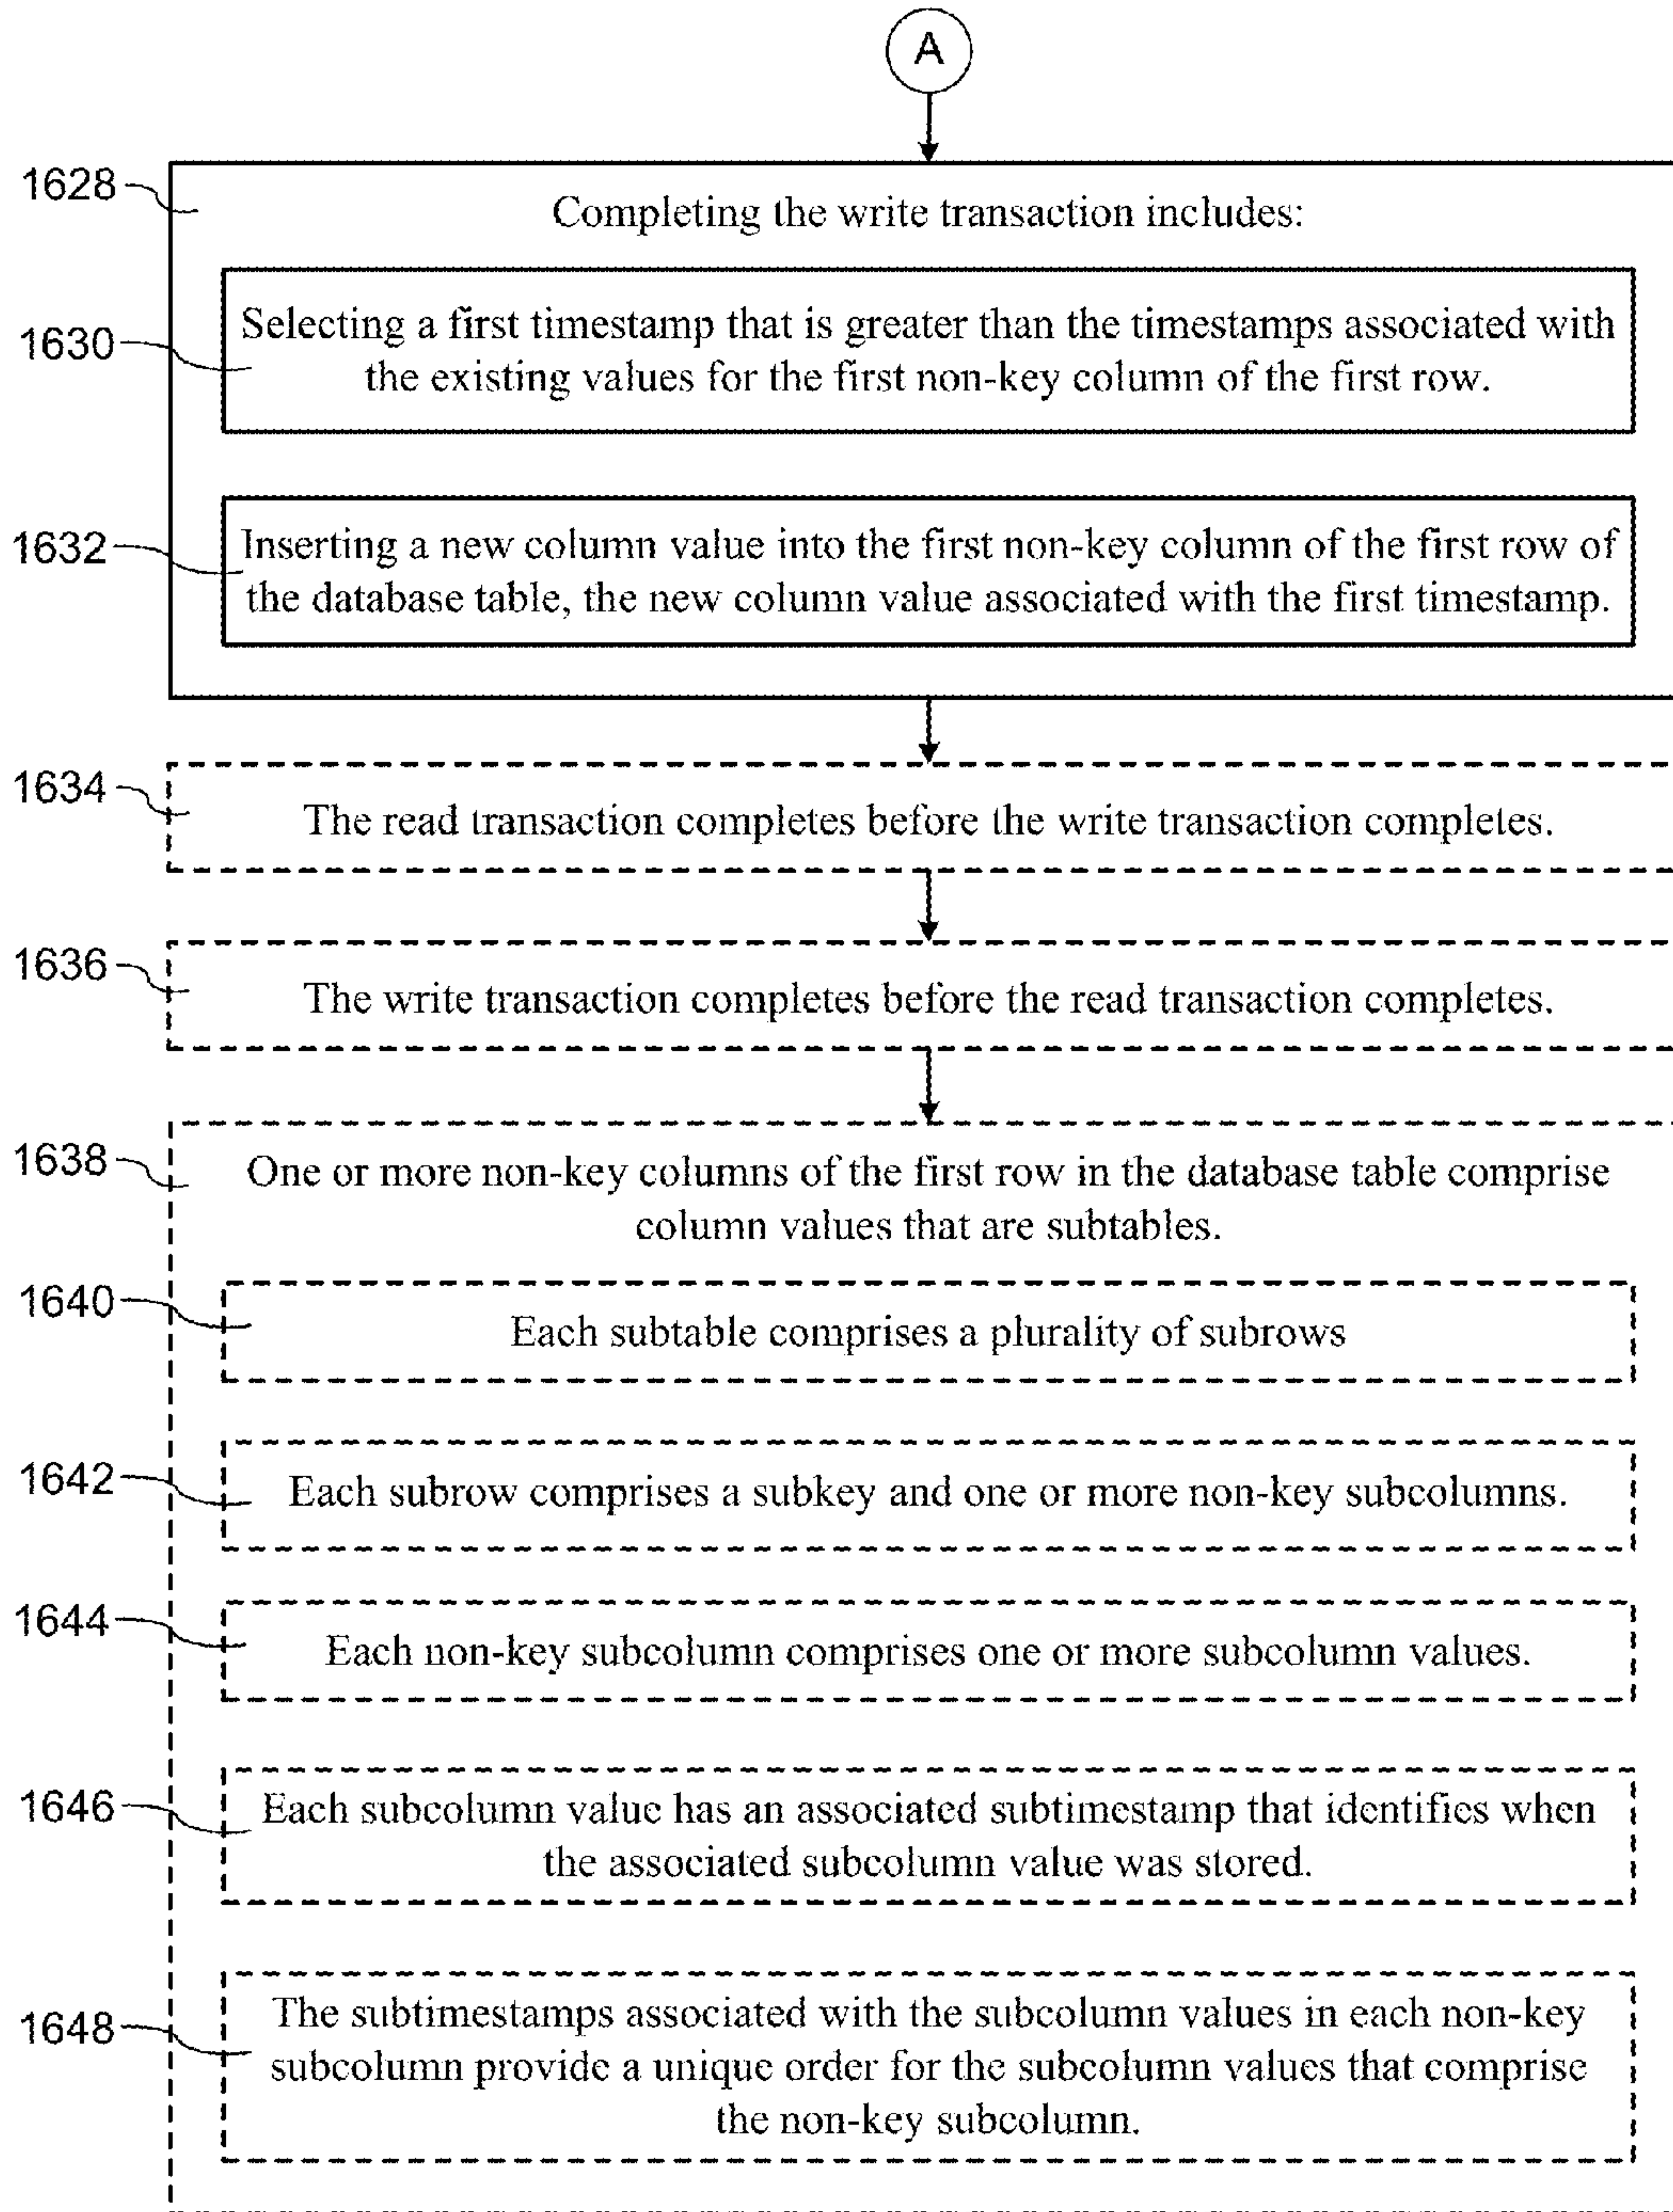 A
1628
Completing the write transaction includes:
1630
Selecting a first timestamp that is greater than the timestamps associated with
the existing values for the first non-key column of the first row.
1632
Inserting a new column value into the first non-key column of the first row of
the database table, the new column value associated with the first timestamp.
1634
The read transaction completes before the write transaction completes.
1636
The write transaction completes before the read transaction completes.
1638
One or more non-key columns of the first row in the database table comprise
column values that are subtables.
1640
Each subtable comprises a plurality of subrows
1642
Each subrow comprises a subkey and one or more non-key subcolumns.
1644
Each non-key subcolumn comprises one or more subcolumn values.
1646
Each subcolumn value has an associated subtimestamp that identifies when
the associated subcolumn value was stored.
1648
The subtimestamps associated with the subcolumn values in each non-key
subcolumn provide a unique order for the subcolumn values that comprise
the non-key subcolumn.